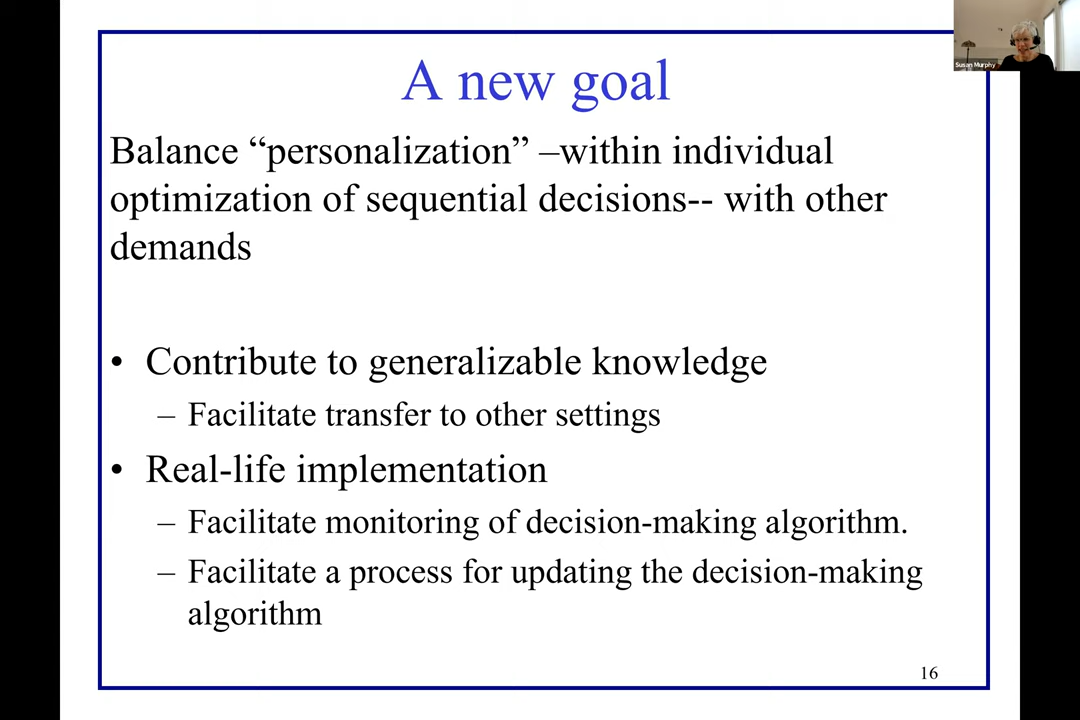 Susan Murphy
A new goal
Balance “personalization” –within individual
optimization of sequential decisions-- with other
demands
• Contribute to generalizable knowledge
– Facilitate transfer to other settings
• Real-life implementation
– Facilitate monitoring of decision-making algorithm.
– Facilitate a process for updating the decision-making
algorithm
16